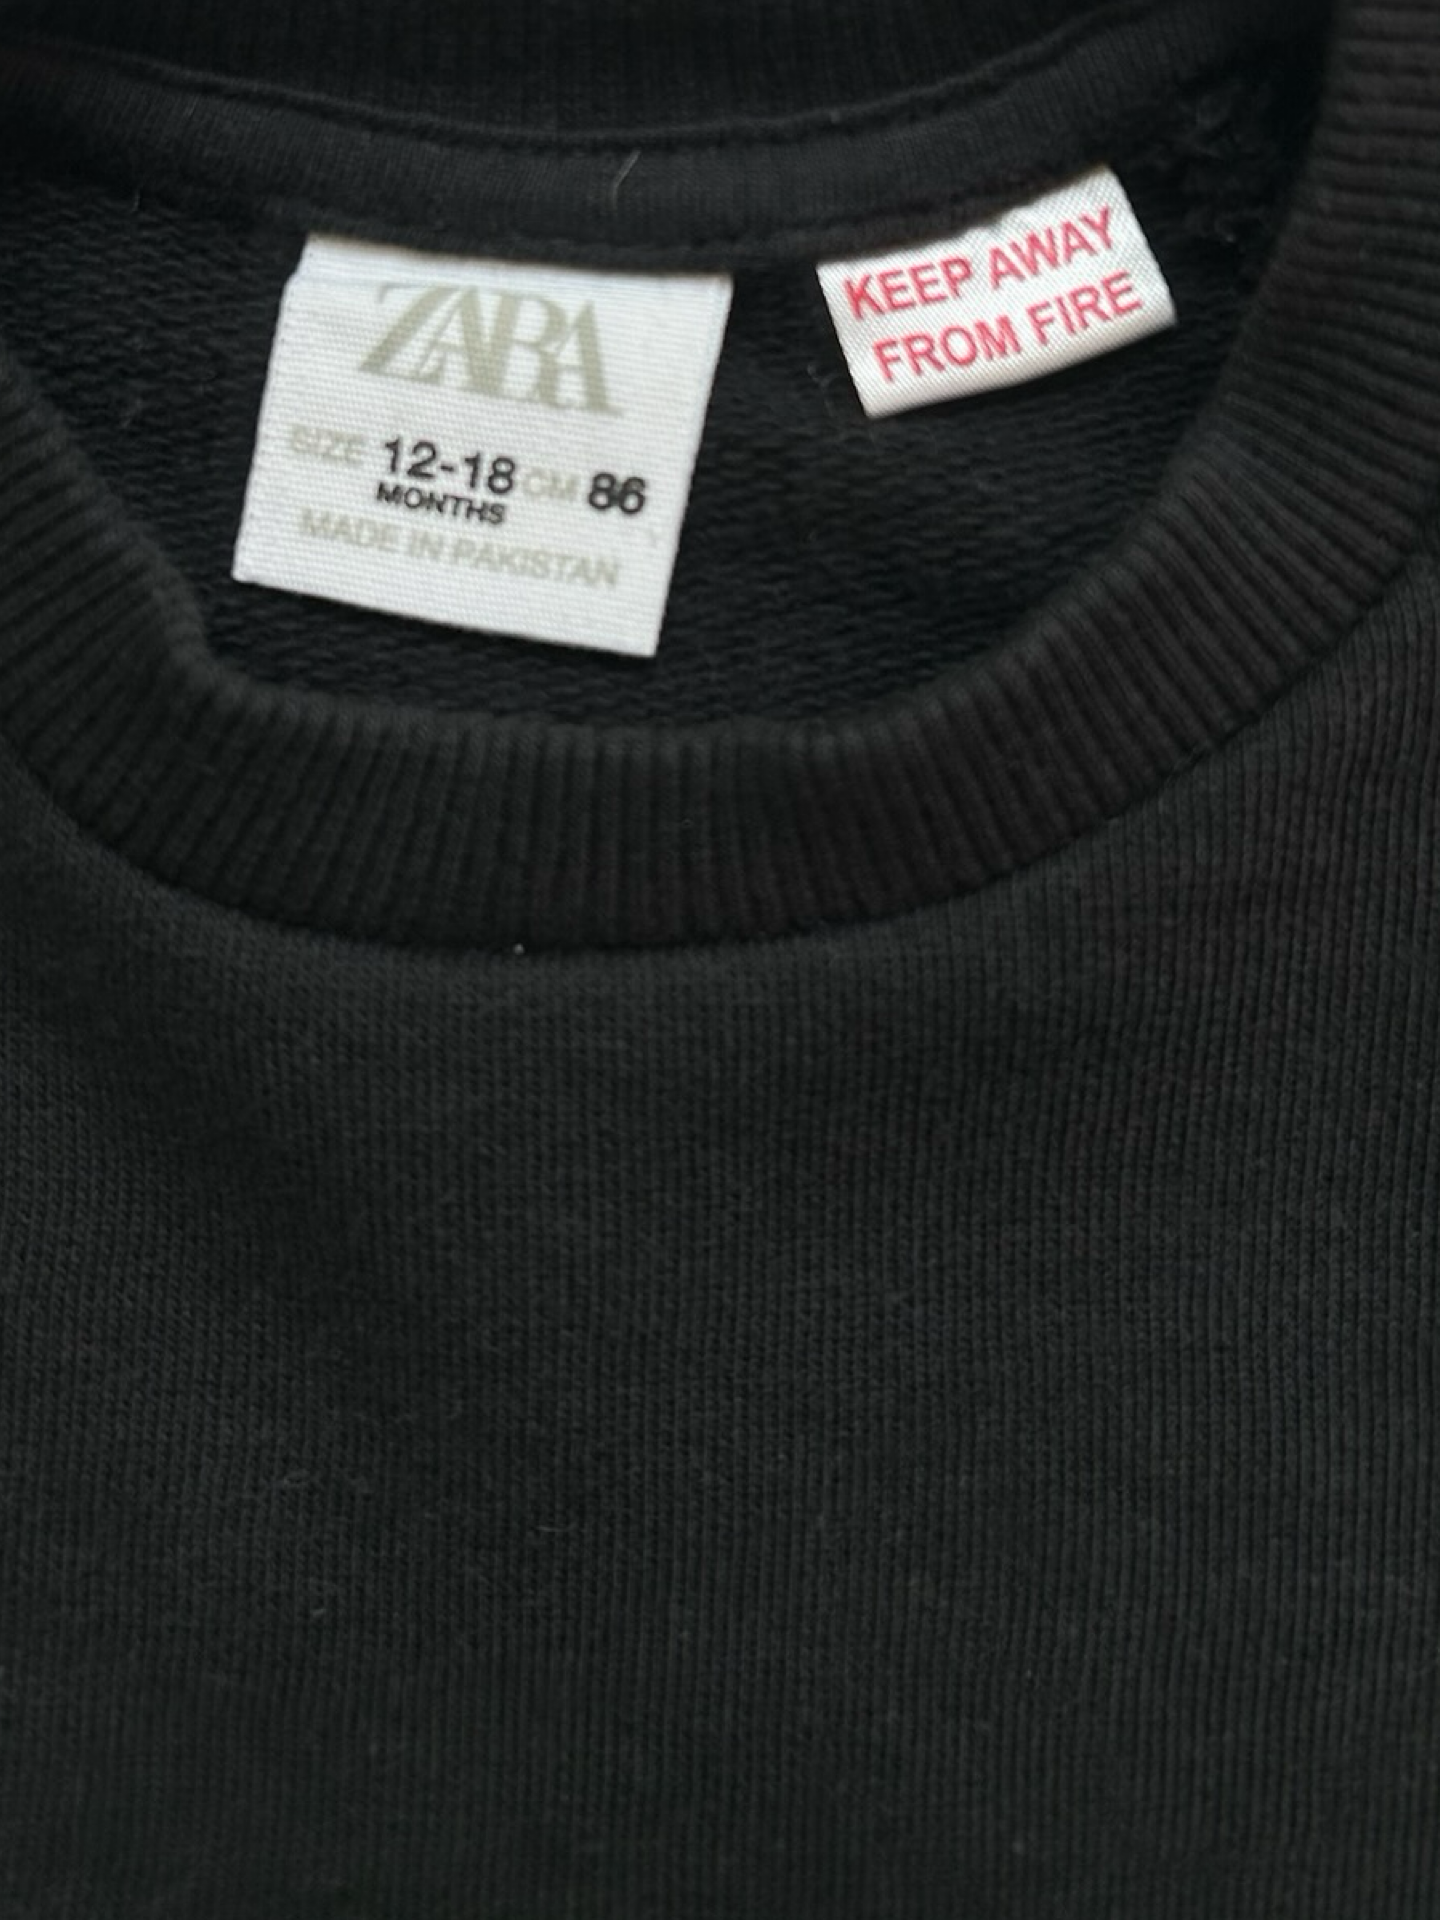 ZARA
SIZE 12-18 CM 86
MONTHS
MADE IN PAKISTAN
KEEP AWAY
FROM FIRE